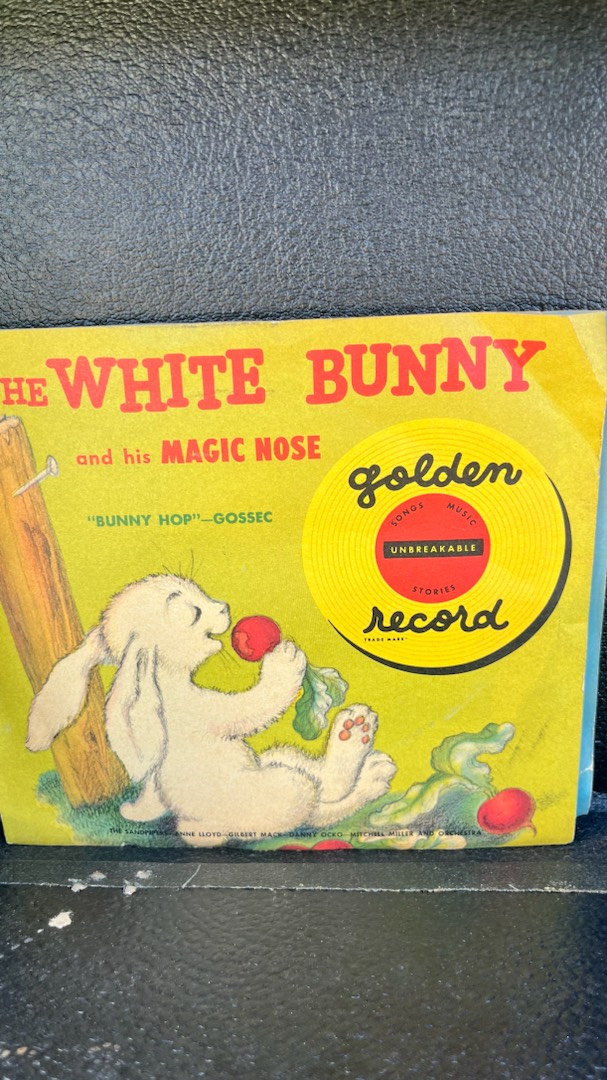 HE WHITE BUNNY
and his MAGIC NOSE
"BUNNY HOP"—GOSSEC
golden
SONGS MUSIC
UNBREAKABLE
STORIES
record
TRADE MARK
THE SANDPIPERS—ANNE LLOYD—GILBERT MACK—DANNY OCKO—MITCHELL MILLER AND ORCHESTRA